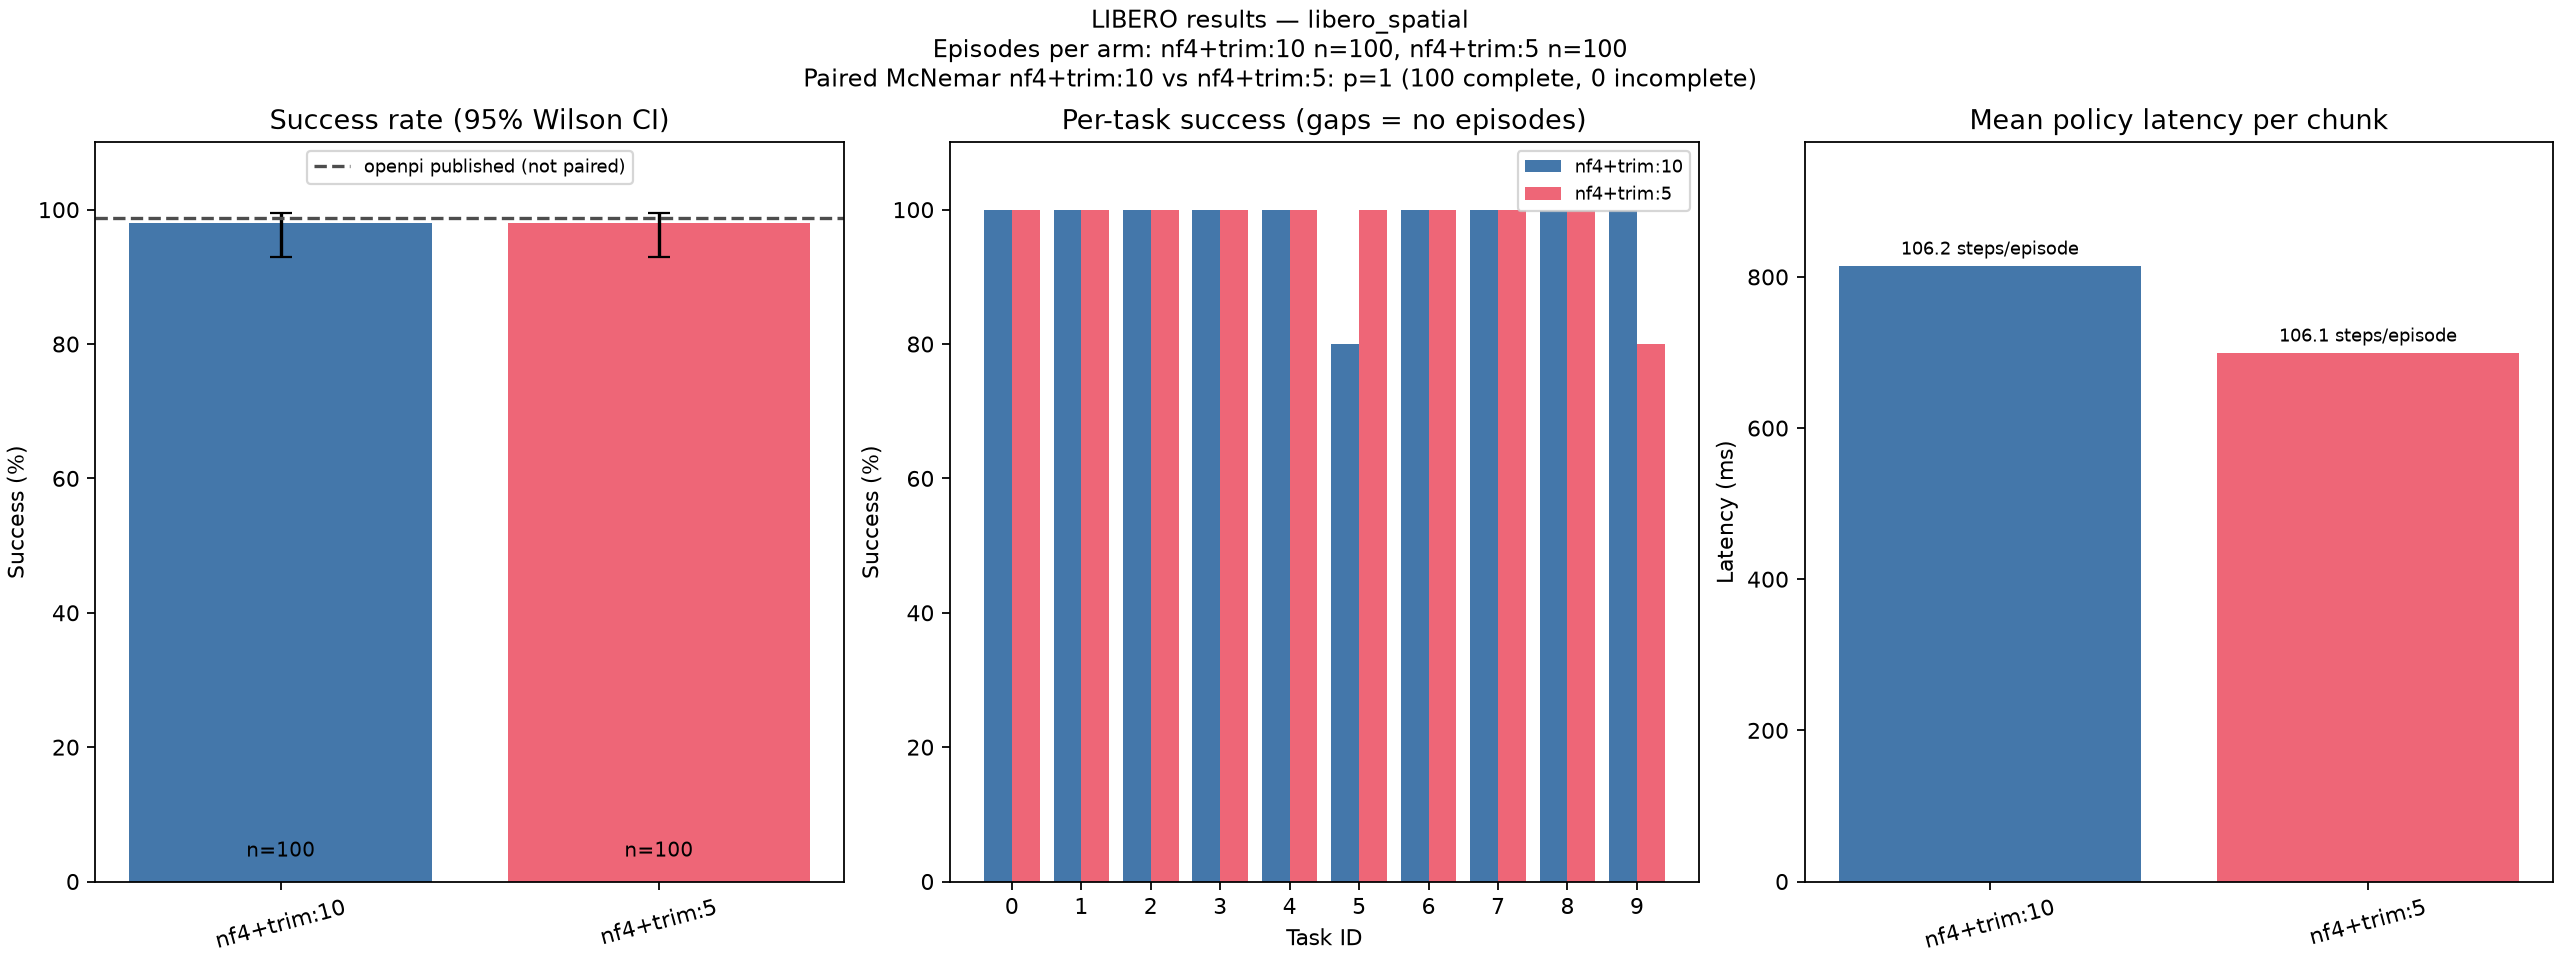 LIBERO results — libero_spatial
Episodes per arm: nf4+trim:10 n=100, nf4+trim:5 n=100
Paired McNemar nf4+trim:10 vs nf4+trim:5: p=1 (100 complete, 0 incomplete)
Success rate (95% Wilson CI)
openpi published (not paired)
Success (%)
100
80
60
40
20
0
n=100
n=100
nf4+trim:10
nf4+trim:5
Per-task success (gaps = no episodes)
nf4+trim:10
nf4+trim:5
Success (%)
100
80
60
40
20
0
0 1 2 3 4 5 6 7 8 9
Task ID
Mean policy latency per chunk
106.2 steps/episode
106.1 steps/episode
Latency (ms)
800
600
400
200
0
nf4+trim:10
nf4+trim:5